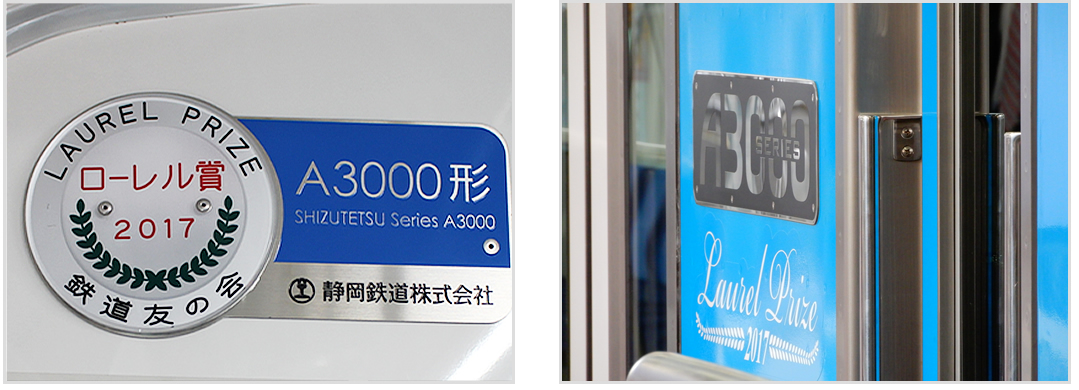 LAUREL PRIZE
ローレル賞
2017
鉄道友の会
A3000形
SHIZUTETSU Series A3000
静岡鉄道株式会社
A3000
SERIES
Laurel Prize
2017